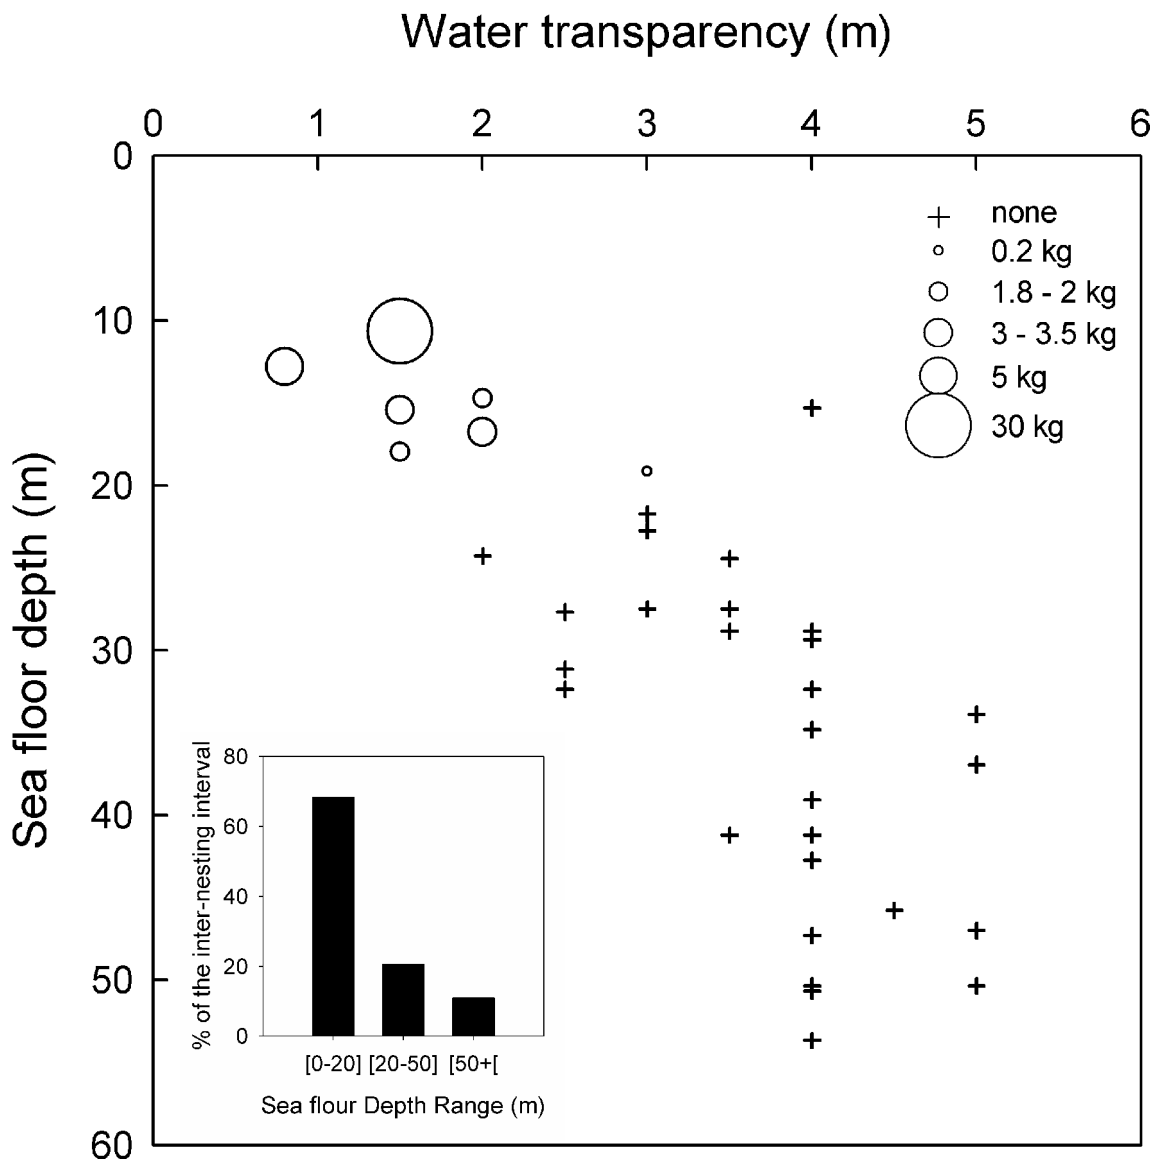 Water transparency (m)
0 1 2 3 4 5 6
0
10
20
30
40
50
60
Sea floor depth (m)
none
0.2 kg
1.8 - 2 kg
3 - 3.5 kg
5 kg
30 kg
% of the inter-nesting interval
80
60
40
20
0
[0-20] [20-50] [50+[
Sea flour Depth Range (m)